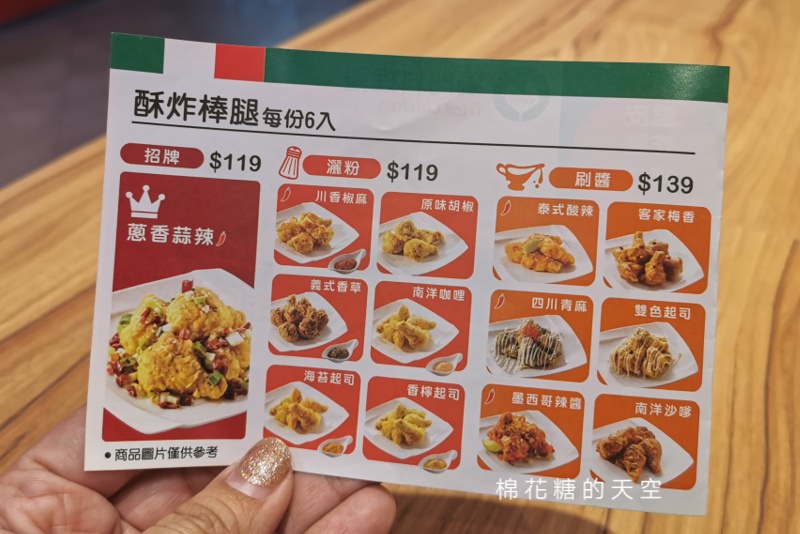 酥炸棒腿每份6入
招牌 $119
蔥香蒜辣
灑粉 $119
川香椒麻
原味胡椒
義式香草
南洋咖哩
海苔起司
香檸起司
刷醬 $139
泰式酸辣
客家梅香
四川青麻
雙色起司
墨西哥辣醬
南洋沙嗲
•商品圖片僅供參考
棉花糖的天空